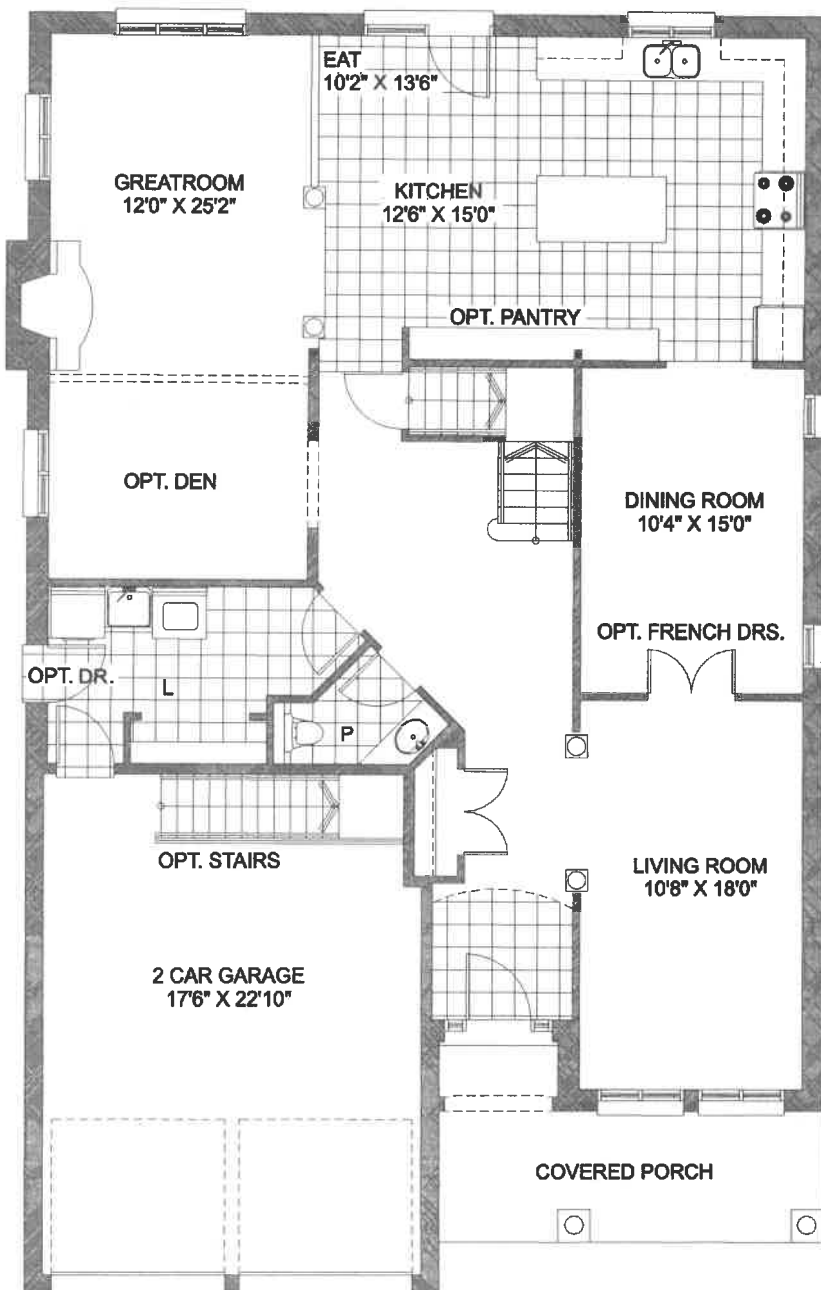 EAT
10'2" X 13'6"
GREATROOM
12'0" X 25'2"
KITCHEN
12'6" X 15'0"
OPT. PANTRY
OPT. DEN
DINING ROOM
10'4" X 15'0"
OPT. FRENCH DRS.
OPT. DR.
L
P
OPT. STAIRS
LIVING ROOM
10'8" X 18'0"
2 CAR GARAGE
17'6" X 22'10"
COVERED PORCH